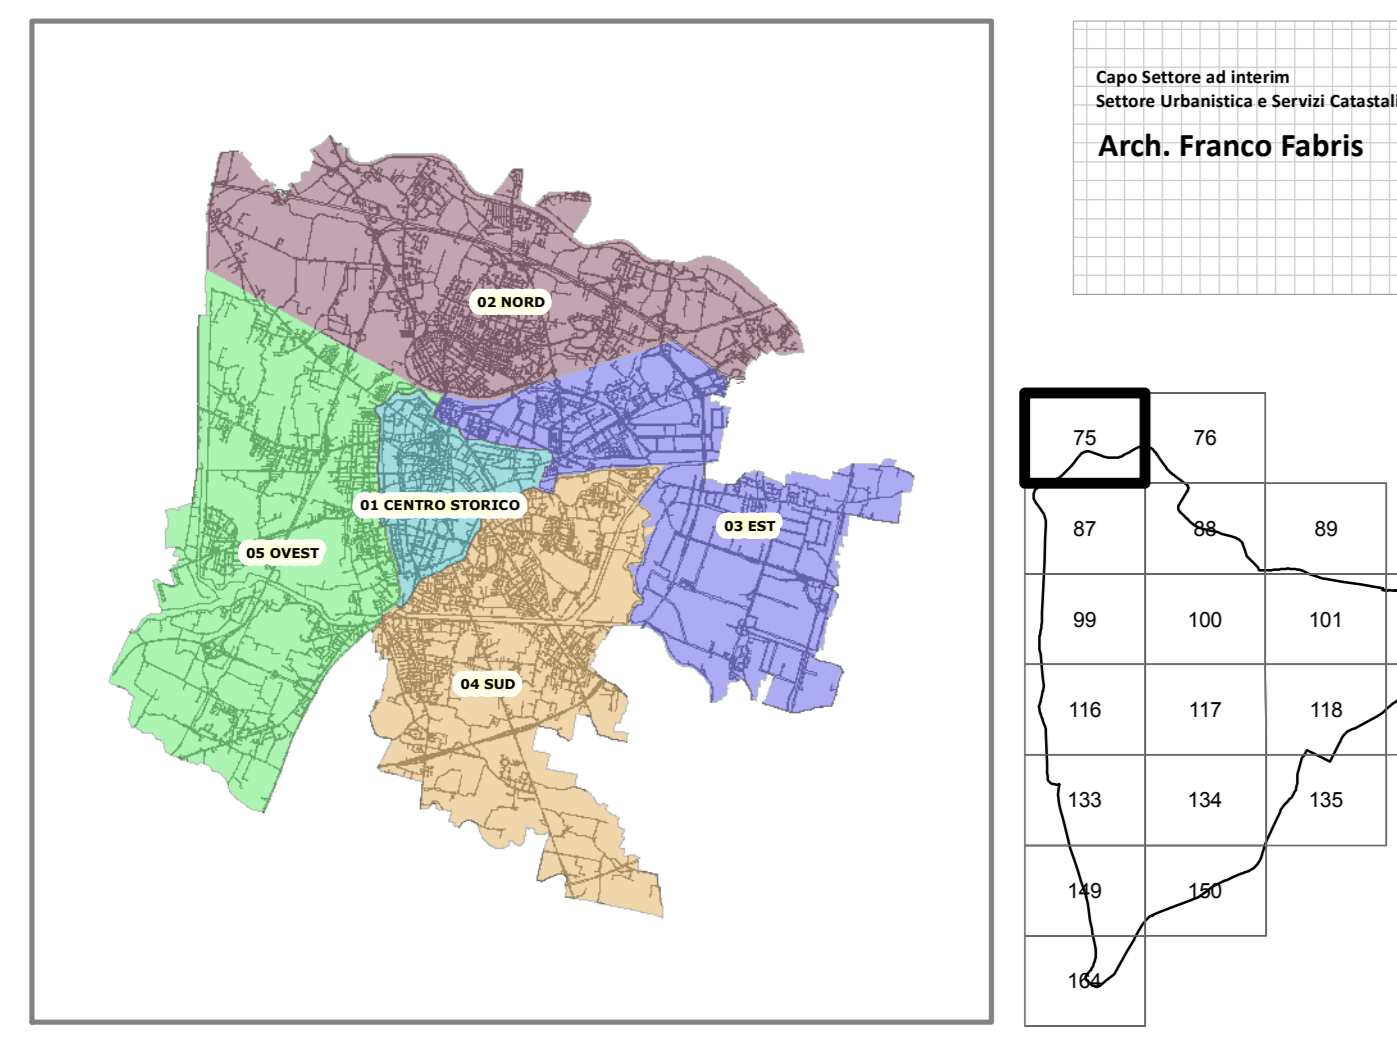 Capo Settore ad interim
Settore Urbanistica e Servizi Catastali
Arch. Franco Fabris
02 NORD
01 CENTRO STORICO
03 EST
05 OVEST
04 SUD
75 76
87 88 89
99 100 101
116 117 118
133 134 135
149 150
164